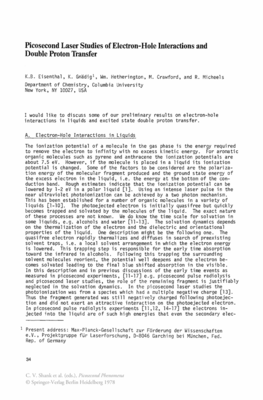 Picosecond Laser Studies of Electron-Hole Interactions and
Double Proton Transfer
K.B. Eisenthal, K. Gnädigl, Wm. Hetherington, M. Crawford, and R. Micheels
Department of Chemistry, Columbia University
New York, NY 10027, USA
I would like to discuss some of our preliminary results on electron-hole
interactions in liquids and excited state double proton transfer.
A. Electron-Hole Interactions in Liquids
The ionization potential of a molecule in the gas phase is the energy required
to remove the electron to infinity with no excess kinetic energy. For aromatic
organic molecules such as pyrene and anthracene the ionization potentials are
about 7.5 eV. However, if the molecule is placed in a liquid its ionization
potential is changed. Some of the factors to be considered are the polariza-
tion energy of the molecular fragment produced and the ground state energy of
the excess electron in the liquid, i.e. the energy at the bottom of the con-
duction band. Rough estimates indicate that the ionization potential can be
lowered by 1-2 eV in a polar liquid [1]. Using an intense laser pulse in the
near ultraviolet photoionization can be achieved by a two photon mechanism.
This has been established for a number of organic molecules in a variety of
liquids [1-10]. The photoejected electron is initially quasifree but quickly
becomes trapped and solvated by the molecules of the liquid. The exact nature
of these processes are not known. We do know the time scale for solvation in
some liquids, e.g. alcohols and water [11-13]. The solvation dynamics depends
on the thermalization of the electron and the dielectric and orientational
properties of the liquid. One description might be the following one. The
quasifree electron rapidly thermalizes and diffuses in search of preexisting
solvent traps, i.e. a local solvent arrangement in which the electron energy
is lowered. This trapping step is responsible for the early time absorption
toward the infrared in alcohols. Following this trapping the surrounding
solvent molecules reorient, the potential well deepens and the electron be-
comes solvated leading to the final blue shifted absorption in the visible.
In this description and in previous discussions of the early time events as
measured in picosecond experiments, [11-17] e.g. picosecond pulse radiolysis
and picosecond laser studies, the role of the remaining fragment is justifiably
neglected in the solvation dynamics. In the picosecond laser studies the
photoionization was from a species which had a multiple negative charge [13].
Thus the fragment generated was still negatively charged following photoejec-
tion and did not exert an attractive interaction on the photoejected electron.
In picosecond pulse radiolysis experiments [11,12, 14-17] the electrons in-
jected into the liquid are of such high energies that even the secondary elec-
1 Present address: Max-Planck-Gesellschaft zur Förderung der Wissenschaften
e.V., Projektgruppe für Laserforschung, D-8046 Garching bei München, Fed.
Rep. of Germany
234
C. V. Shank et al. (eds.), Picosecond Phenomena
© Springer-Verlag Berlin Heidelberg 1978